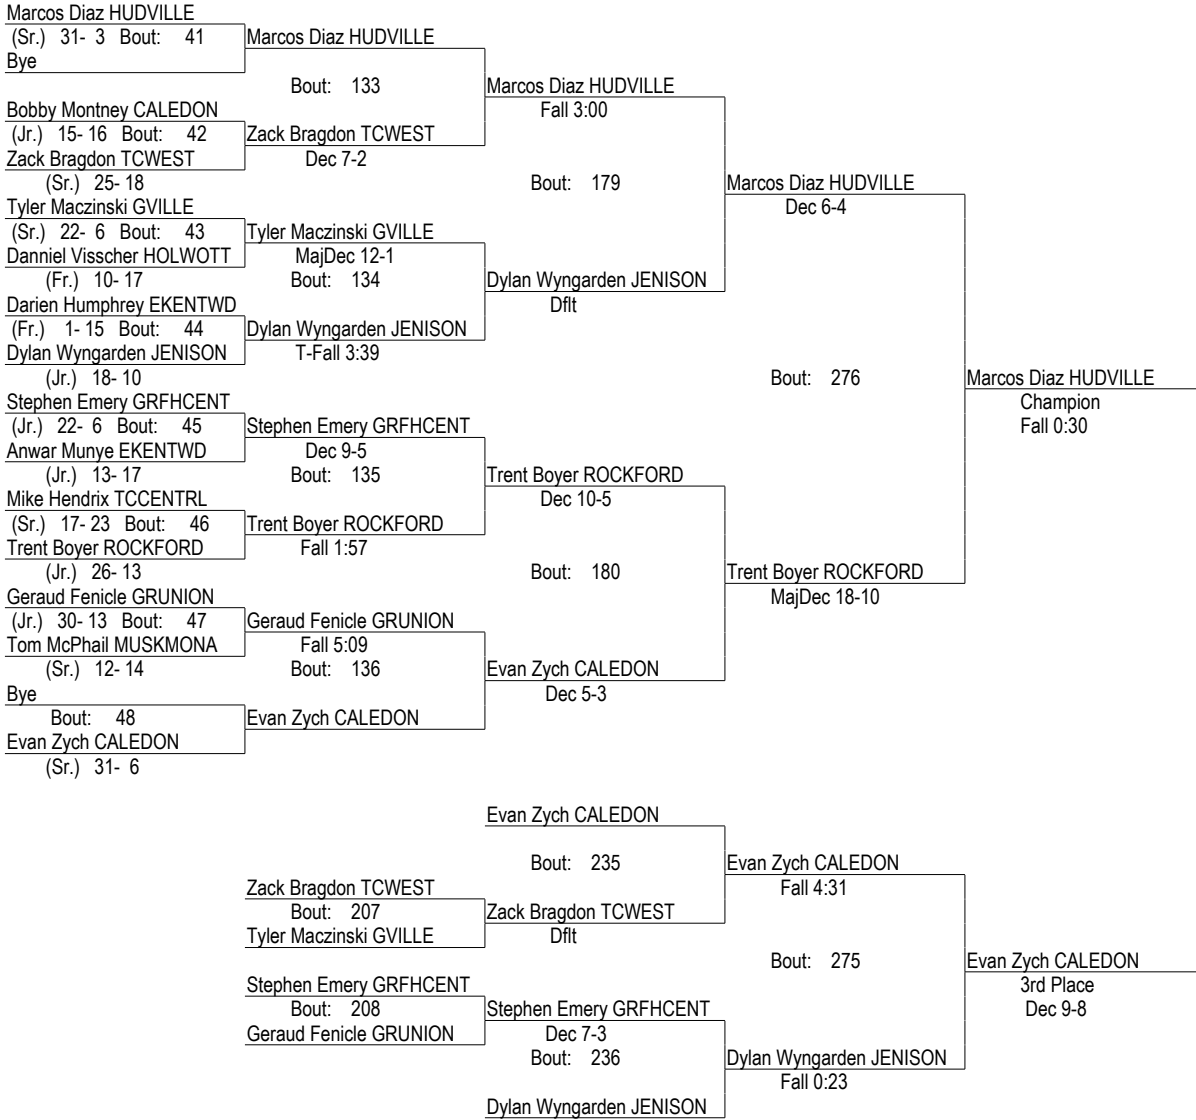 Marcos Diaz HUDVILLE
(Sr.) 31- 3 Bout: 41
Marcos Diaz HUDVILLE
Bye
Bout: 133
Marcos Diaz HUDVILLE
Bobby Montney CALEDON
Fall 3:00
(Jr.) 15- 16 Bout: 42
Zack Bragdon TCWEST
Zack Bragdon TCWEST
Dec 7-2
(Sr.) 25- 18
Bout: 179
Marcos Diaz HUDVILLE
Tyler Maczinski GVILLE
Dec 6-4
(Sr.) 22- 6 Bout: 43
Tyler Maczinski GVILLE
Danniel Visscher HOLWOTT
MajDec 12-1
(Fr.) 10- 17
Bout: 134
Dylan Wyngarden JENISON
Darien Humphrey EKENTWD
Dflt
(Fr.) 1- 15 Bout: 44
Dylan Wyngarden JENISON
Dylan Wyngarden JENISON
T-Fall 3:39
(Jr.) 18- 10
Bout: 276
Marcos Diaz HUDVILLE
Stephen Emery GRFHCENT
Champion
(Jr.) 22- 6 Bout: 45
Stephen Emery GRFHCENT
Fall 0:30
Anwar Munye EKENTWD
Dec 9-5
(Jr.) 13- 17
Bout: 135
Trent Boyer ROCKFORD
Mike Hendrix TCCENTRL
Dec 10-5
(Sr.) 17- 23 Bout: 46
Trent Boyer ROCKFORD
Trent Boyer ROCKFORD
Fall 1:57
(Jr.) 26- 13
Bout: 180
Trent Boyer ROCKFORD
Geraud Fenicle GRUNION
MajDec 18-10
(Jr.) 30- 13 Bout: 47
Geraud Fenicle GRUNION
Tom McPhail MUSKMONA
Fall 5:09
(Sr.) 12- 14
Bout: 136
Evan Zych CALEDON
Bye
Dec 5-3
Bout: 48
Evan Zych CALEDON
Evan Zych CALEDON
(Sr.) 31- 6
Evan Zych CALEDON
Bout: 235
Evan Zych CALEDON
Zack Bragdon TCWEST
Fall 4:31
Bout: 207
Zack Bragdon TCWEST
Tyler Maczinski GVILLE
Dflt
Bout: 275
Evan Zych CALEDON
Stephen Emery GRFHCENT
3rd Place
Bout: 208
Stephen Emery GRFHCENT
Dec 9-8
Geraud Fenicle GRUNION
Dec 7-3
Bout: 236
Dylan Wyngarden JENISON
Fall 0:23
Dylan Wyngarden JENISON